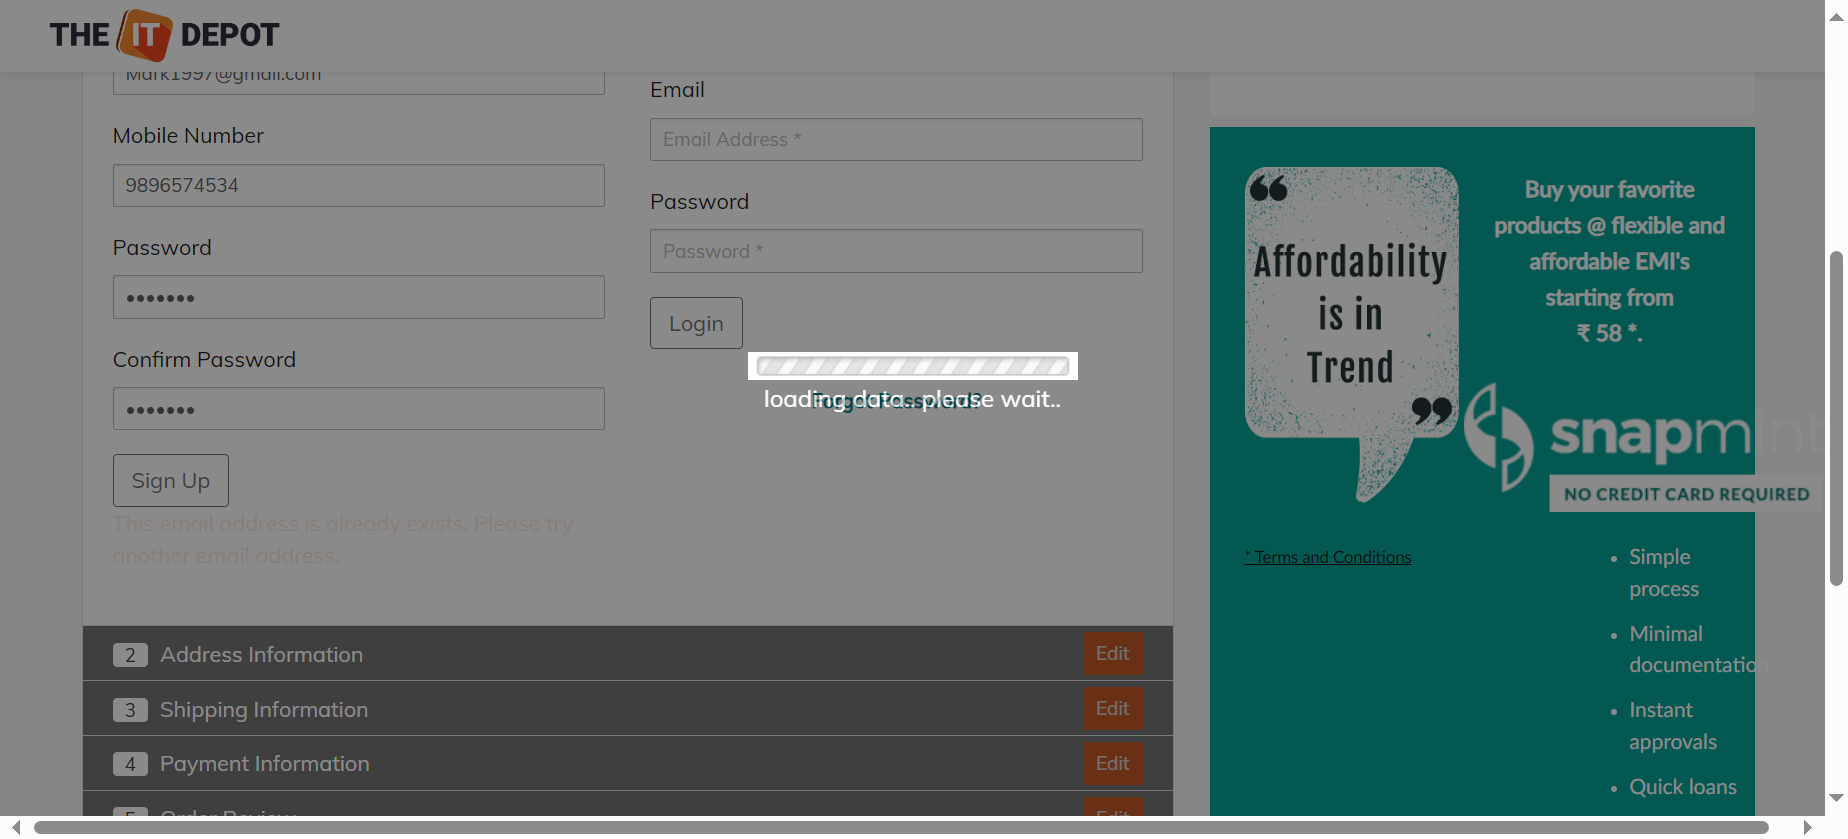 THE IT DEPOT
Mark1997@gmail.com
Mobile Number
9896574534
Password
•••••••
Confirm Password
•••••••
Sign Up
This email address is already exists. Please try
another email address.
Email
Email Address *
Password
Password *
Login
Forgot Password?
loading data.. please wait..
2 Address Information Edit
3 Shipping Information Edit
4 Payment Information Edit
5 Order Review Edit
Affordability
is in
Trend
Buy your favorite
products @ flexible and
affordable EMI's
starting from
₹ 58 *.
snapmint
NO CREDIT CARD REQUIRED
* Terms and Conditions
• Simple
process
• Minimal
documentation
• Instant
approvals
• Quick loans